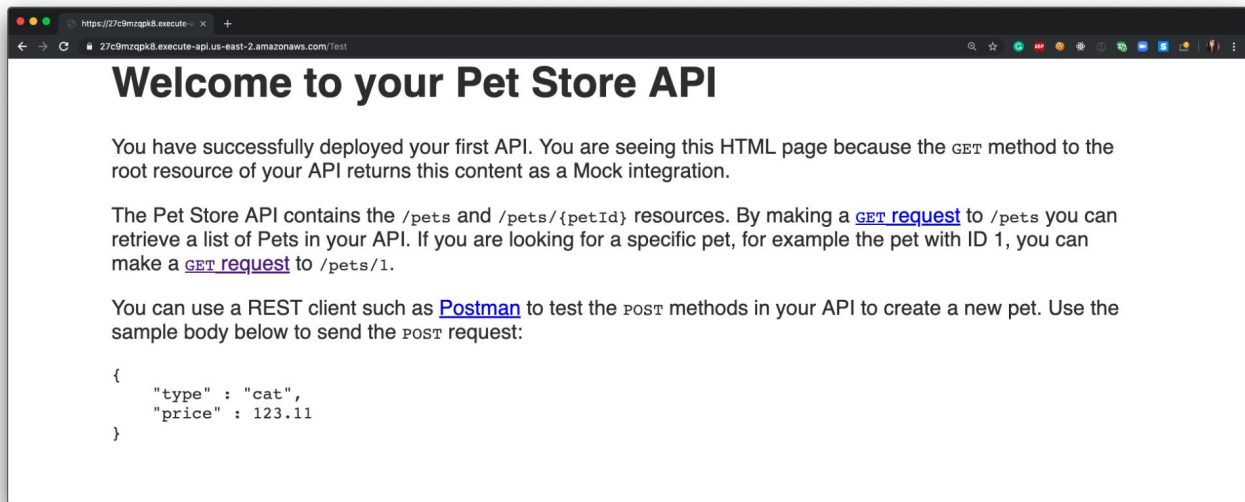 https://27c9mzqpk8.execute-a
27c9mzqpk8.execute-api.us-east-2.amazonaws.com/Test
ABP
S
Welcome to your Pet Store API
You have successfully deployed your first API. You are seeing this HTML page because the GET method to the
root resource of your API returns this content as a Mock integration.
The Pet Store API contains the /pets and /pets/{petId} resources. By making a GET request to /pets you can
retrieve a list of Pets in your API. If you are looking for a specific pet, for example the pet with ID 1, you can
make a GET request to /pets/1.
You can use a REST client such as Postman to test the POST methods in your API to create a new pet. Use the
sample body below to send the POST request:
{
    "type" : "cat",
    "price" : 123.11
}